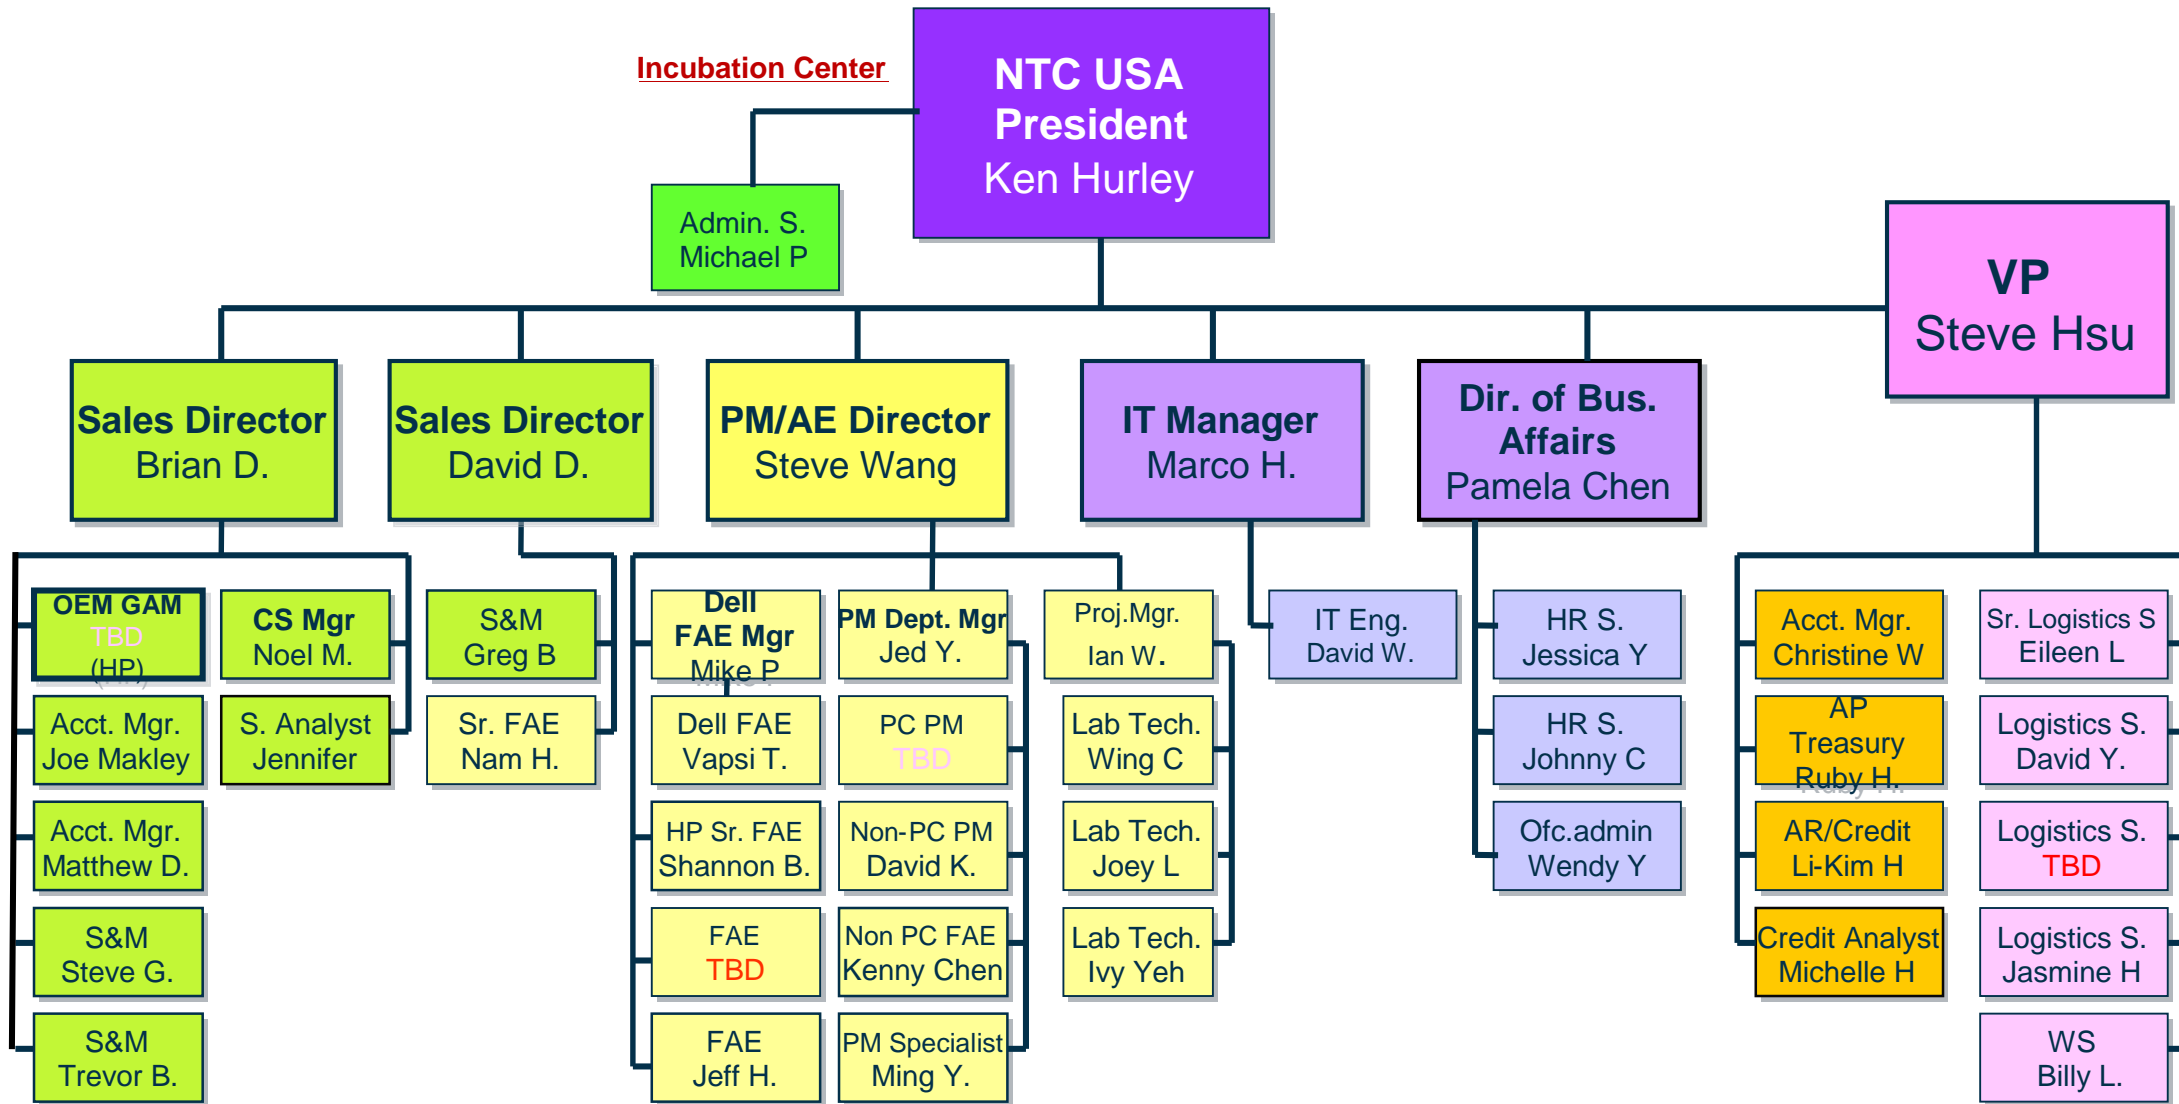 Incubation Center
NTC USA
President
Ken Hurley
Admin. S.
Michael P
VP
Steve Hsu
Sales Director
Brian D.
Sales Director
David D.
PM/AE Director
Steve Wang
IT Manager
Marco H.
Dir. of Bus.
Affairs
Pamela Chen
OEM GAM
TBD
(HP)
CS Mgr
Noel M.
S&M
Greg B
Dell
FAE Mgr
Mike P
PM Dept. Mgr
Jed Y.
Proj.Mgr.
Ian W.
IT Eng.
David W.
HR S.
Jessica Y
Acct. Mgr.
Christine W
Sr. Logistics S
Eileen L
Acct. Mgr.
Joe Makley
S. Analyst
Jennifer
Sr. FAE
Nam H.
Dell FAE
Vapsi T.
PC PM
TBD
Lab Tech.
Wing C
HR S.
Johnny C
AP
Treasury
Ruby H.
Logistics S.
David Y.
Acct. Mgr.
Matthew D.
HP Sr. FAE
Shannon B.
Non-PC PM
David K.
Lab Tech.
Joey L
Ofc.admin
Wendy Y
AR/Credit
Li-Kim H
Logistics S.
TBD
S&M
Steve G.
FAE
TBD
Non PC FAE
Kenny Chen
Lab Tech.
Ivy Yeh
Credit Analyst
Michelle H
Logistics S.
Jasmine H
S&M
Trevor B.
FAE
Jeff H.
PM Specialist
Ming Y.
WS
Billy L.